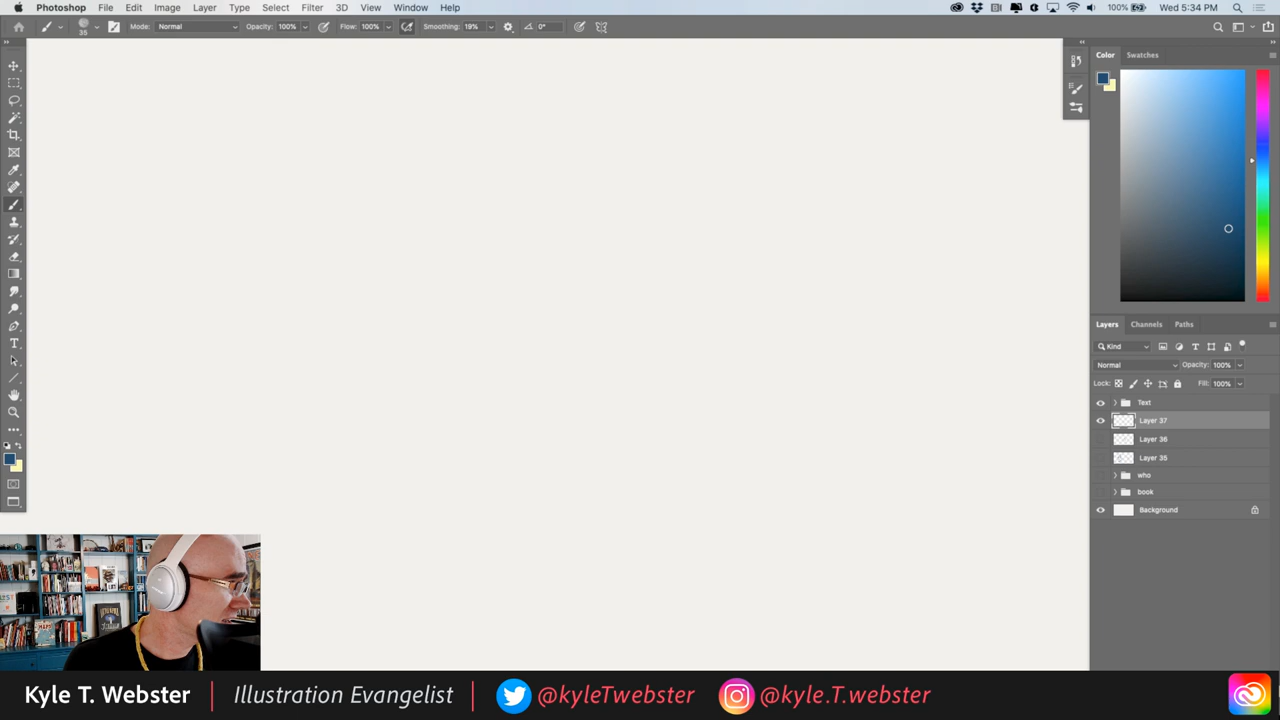 Photoshop File Edit Image Layer Type Select Filter 3D View Window Help 100% Wed 5:34 PM
35 Mode: Normal Opacity: 100% Flow: 100% Smoothing: 19% 0°
Color Swatches
Layers Channels Paths
Kind
Normal Opacity: 100%
Lock: Fill: 100%
Text
Layer 37
Layer 36
Layer 35
who
book
Background
Kyle T. Webster | Illustration Evangelist | @kyleTwebster @kyle.T.webster